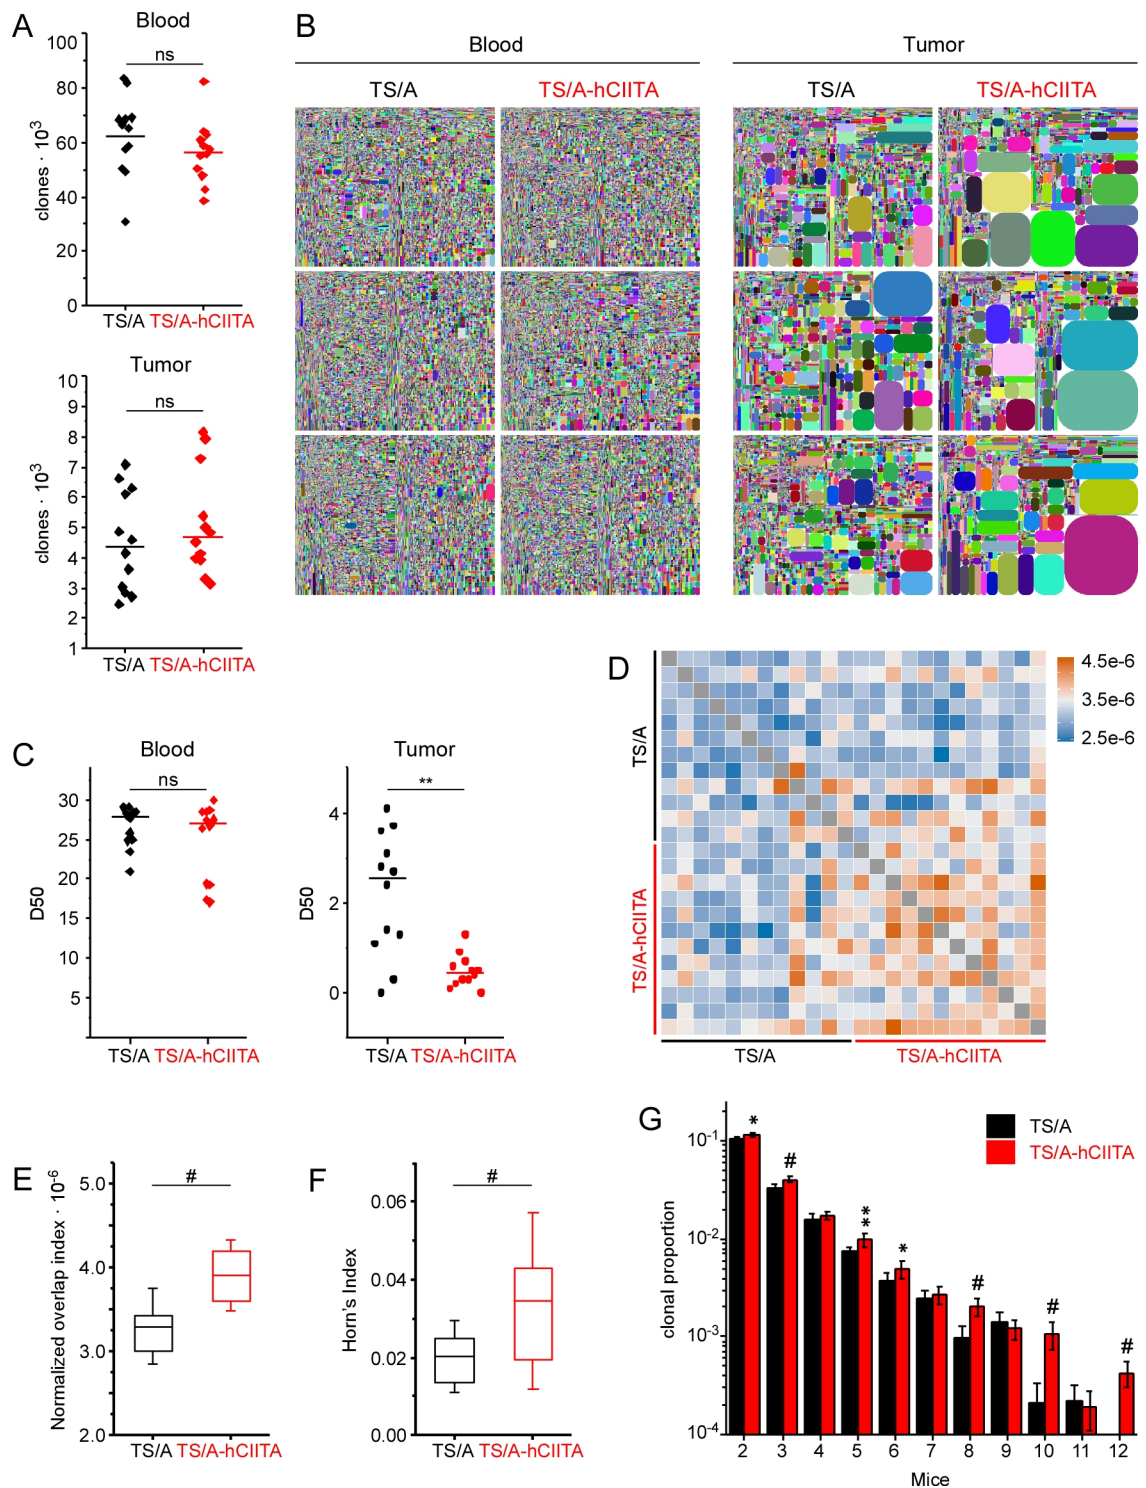 A
Blood
ns
clones · 10³
100
80
60
40
20
0
TS/A TS/A-hCIITA
Tumor
ns
clones · 10³
10
9
8
7
6
5
4
3
2
1
TS/A TS/A-hCIITA
B
Blood Tumor
TS/A TS/A-hCIITA TS/A TS/A-hCIITA
C
Blood
ns
D50
30
25
20
15
10
5
TS/A TS/A-hCIITA
Tumor
**
D50
4
2
0
TS/A TS/A-hCIITA
D
TS/A
TS/A-hCIITA
TS/A TS/A-hCIITA
4.5e-6
3.5e-6
2.5e-6
E
#
Normalized overlap index · 10⁻⁶
5.0
4.0
3.0
2.0
TS/A TS/A-hCIITA
F
#
Horn's Index
0.06
0.04
0.02
0.00
TS/A TS/A-hCIITA
G
TS/A
TS/A-hCIITA
clonal proportion
10⁻¹
10⁻²
10⁻³
10⁻⁴
* # ** * # # #
2 3 4 5 6 7 8 9 10 11 12
Mice